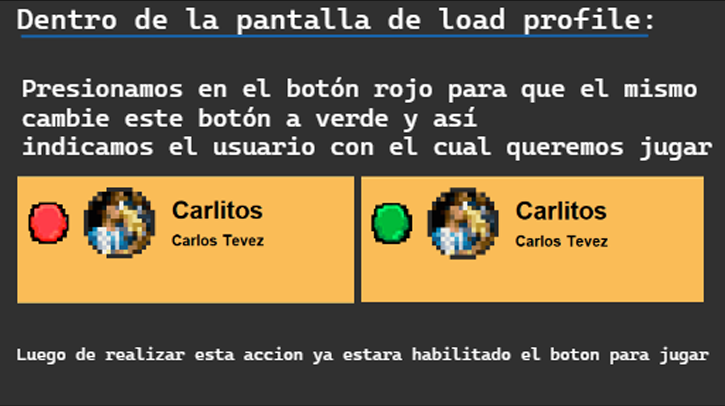 Dentro de la pantalla de load profile:
Presionamos en el botón rojo para que el mismo
cambie este botón a verde y así
indicamos el usuario con el cual queremos jugar
Carlitos
Carlos Tevez
Carlitos
Carlos Tevez
Luego de realizar esta accion ya estara habilitado el boton para jugar